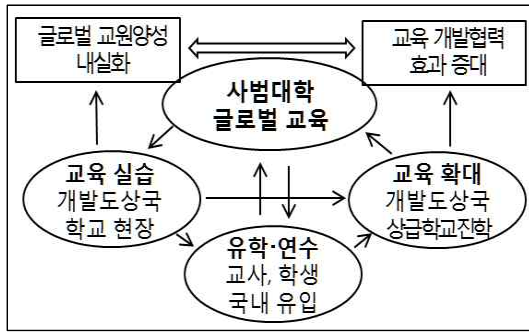 글로벌 교원양성
내실화
교육 개발협력
효과 증대
사범대학
글로벌 교육
교육 실습
개발도상국
학교 현장
교육 확대
개발도상국
상급학교진학
유학·연수
교사, 학생
국내 유입